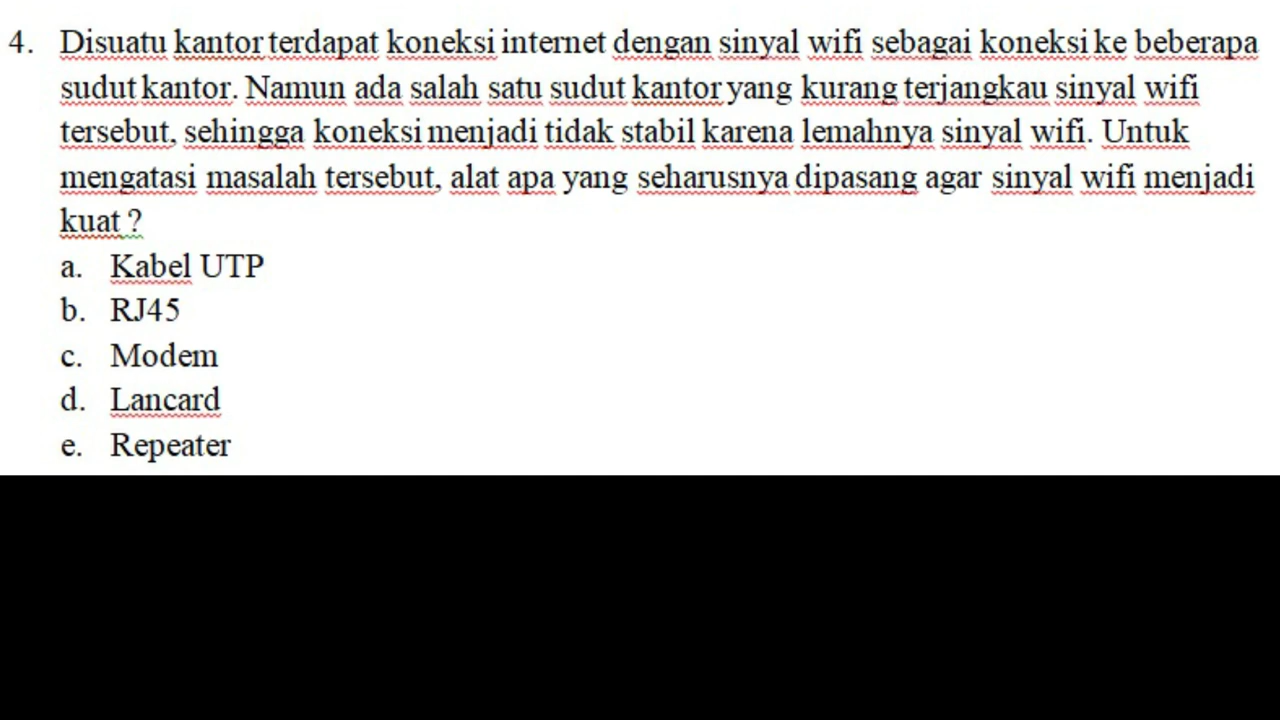 4. Disuatu kantor terdapat koneksi internet dengan sinyal wifi sebagai koneksi ke beberapa
sudut kantor. Namun ada salah satu sudut kantor yang kurang terjangkau sinyal wifi
tersebut, sehingga koneksi menjadi tidak stabil karena lemahnya sinyal wifi. Untuk
mengatasi masalah tersebut, alat apa yang seharusnya dipasang agar sinyal wifi menjadi
kuat ?
a. Kabel UTP
b. RJ45
c. Modem
d. Lancard
e. Repeater